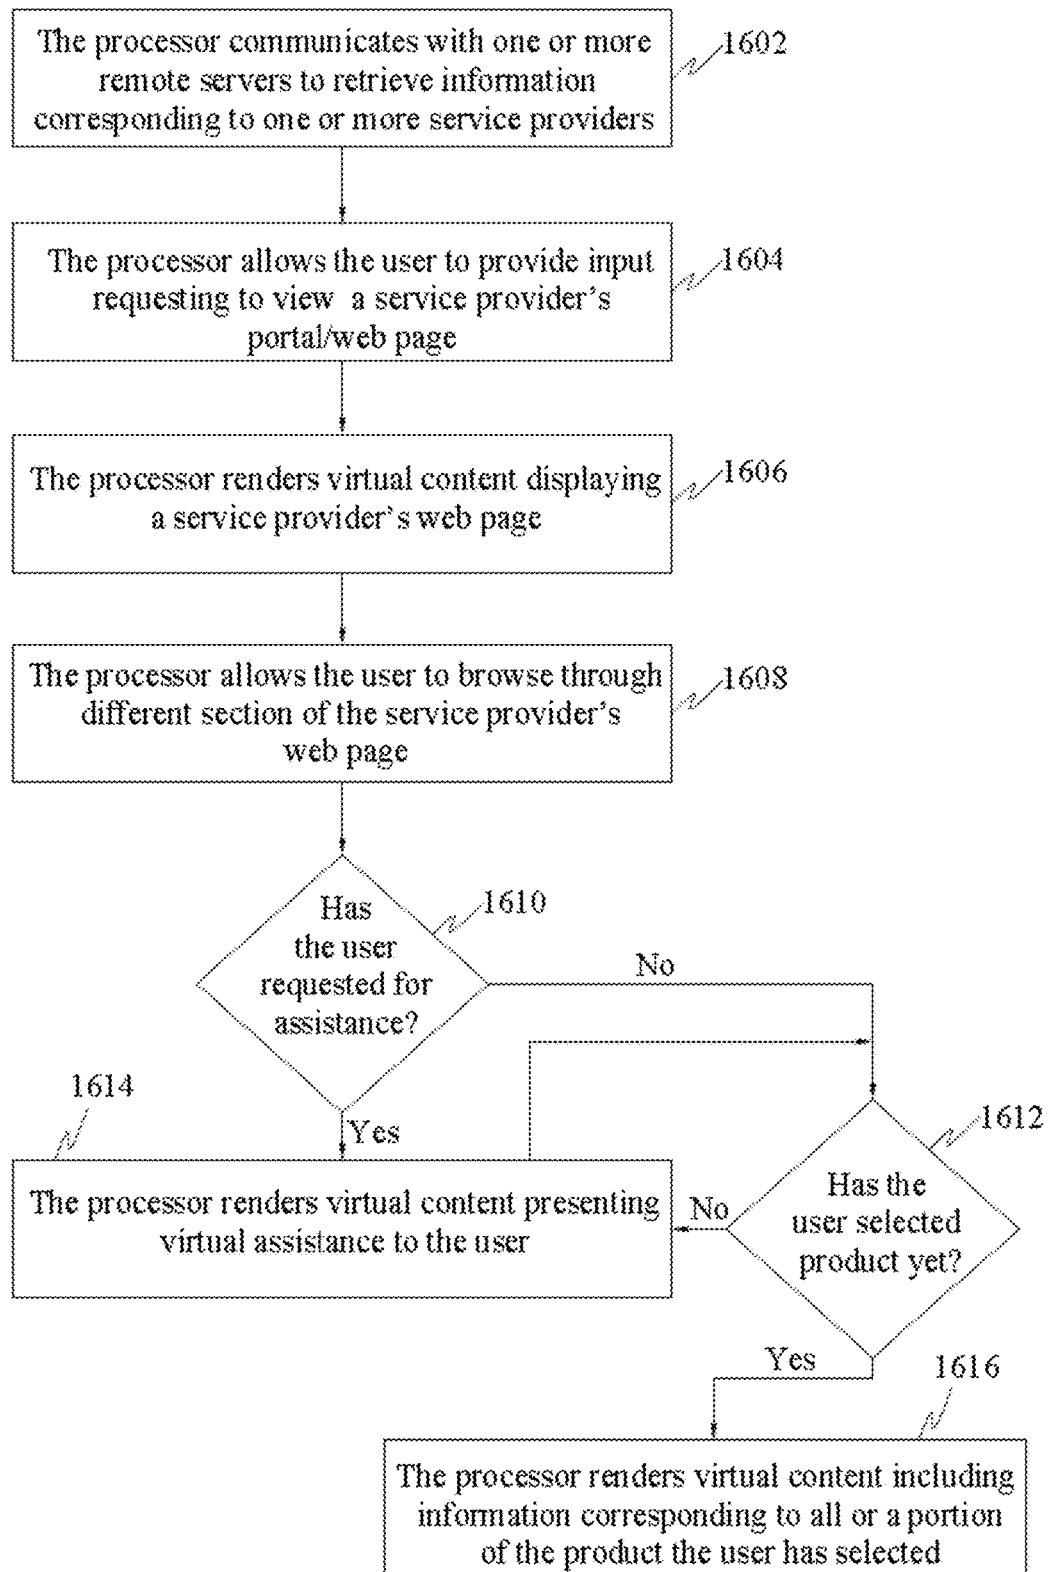 The processor communicates with one or more
remote servers to retrieve information
corresponding to one or more service providers
1602
The processor allows the user to provide input
requesting to view a service provider's
portal/web page
1604
The processor renders virtual content displaying
a service provider's web page
1606
The processor allows the user to browse through
different section of the service provider's
web page
1608
Has
the user
requested for
assistance?
1610
No
Yes
1614
The processor renders virtual content presenting
virtual assistance to the user
No
1612
Has the
user selected
product yet?
Yes
1616
The processor renders virtual content including
information corresponding to all or a portion
of the product the user has selected